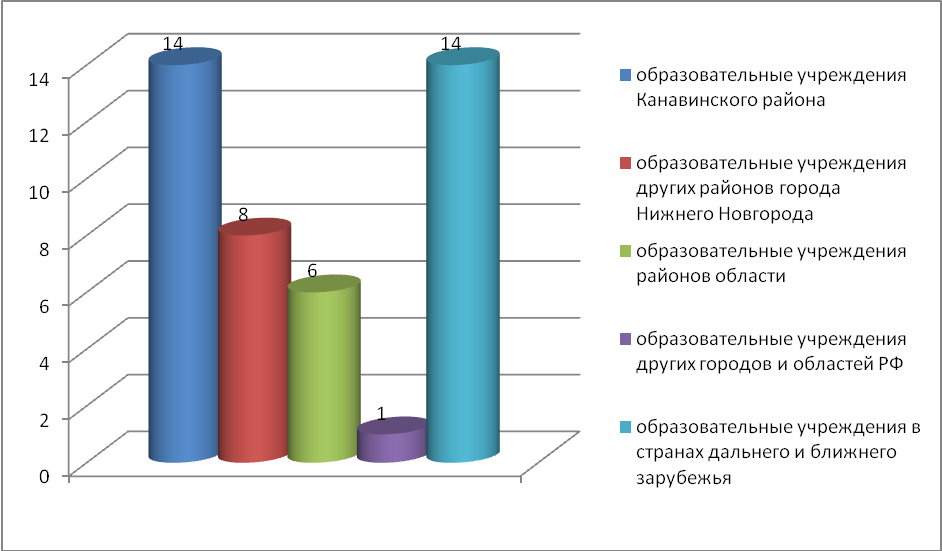 14
12
10
8
6
4
2
0
14
8
6
1
14
образовательные учреждения
Канавинского района
образовательные учреждения
других районов города
Нижнего Новгорода
образовательные учреждения
районов области
образовательные учреждения
других городов и областей РФ
образовательные учреждения в
странах дальнего и ближнего
зарубежья